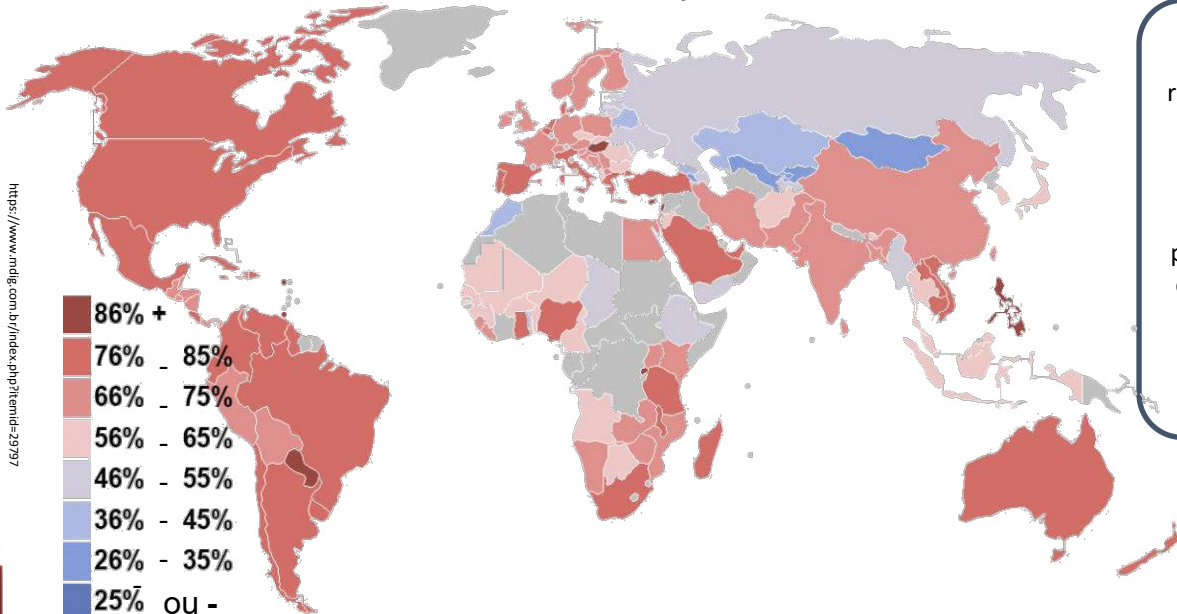 https://www.mdig.com.br/index.php?itemid=29797
86% +
76% - 85%
66% - 75%
56% - 65%
46% - 55%
36% - 45%
26% - 35%
25% ou -
r
p